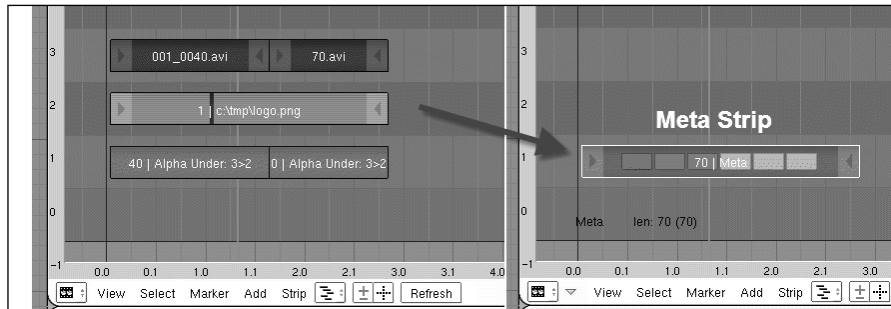 3
001_0040.avi
70.avi
2
1 | c:\tmp\logo.png
1
40 | Alpha Under: 3>2
0 | Alpha Under: 3>2
0
-1
0.0 0.1 1.0 1.1 2.0 2.1 3.0 3.1 4.0
View Select Marker Add Strip Refresh
3
2
Meta Strip
1
70 | Meta
0
Meta len: 70 (70)
-1
0.0 0.1 1.0 1.1 2.0 2.1 3.0
View Select Marker Add Strip